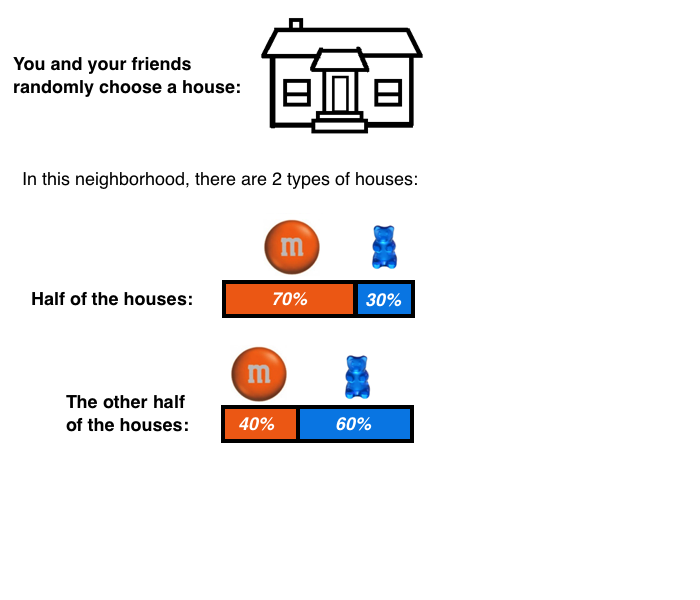 You and your friends
randomly choose a house:
In this neighborhood, there are 2 types of houses:
m
Half of the houses:
70%
30%
m
The other half
of the houses:
40%
60%